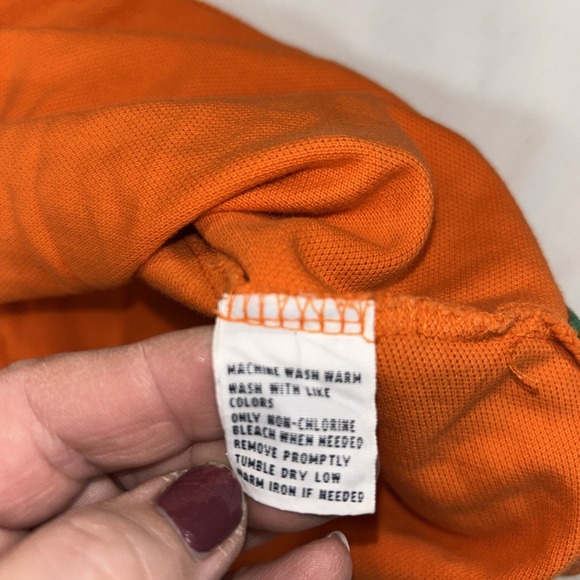 MACHINE WASH WARM
WASH WITH LIKE
COLORS
ONLY NON-CHLORINE
BLEACH WHEN NEEDED
REMOVE PROMPTLY
TUMBLE DRY LOW
WARM IRON IF NEEDED